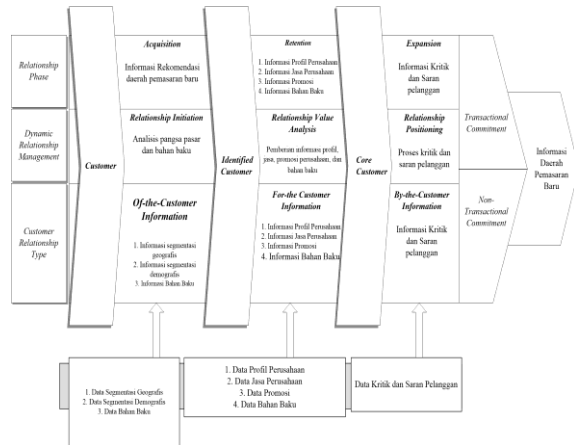 Relationship
Phase
Dynamic
Relationship
Management
Customer
Relationship
Type
Customer
Acquisition
Informasi Rekomendasi
daerah pemasaran baru
Relationship Initiation
Analisis pangsa pasar
dan bahan baku
Of-the-Customer
Information
1. Informasi segmentasi
geografis
2. Informasi segmentasi
demografis
3. Informasi Bahan Baku
Identified
Customer
Retention
1. Informasi Profil Perusahaan
2. Informasi Jasa Perusahaan
3. Informasi Promosi
4. Informasi Bahan Baku
Relationship Value
Analysis
Pemberian informasi profil,
jasa, promosi perusahaan, dan
bahan baku
For-the Customer
Information
1. Informasi Profil Perusahaan
2. Informasi Jasa Perusahaan
3. Informasi Promosi
4. Informasi Bahan Baku
Core
Customer
Expansion
Informasi Kritik
dan Saran
pelanggan
Relationship
Positioning
Proses kritik dan
saran pelanggan
By-the-Customer
Information
Informasi Kritik
dan Saran
pelanggan
Transactional
Commitment
Non-
Transactional
Commitment
Informasi
Daerah
Pemasaran
Baru
1. Data Segmentasi Geografis
2. Data Segmentasi Demografis
3. Data Bahan Baku
1. Data Profil Perusahaan
2. Data Jasa Perusahaan
3. Data Promosi
4. Data Bahan Baku
Data Kritik dan Saran Pelanggan